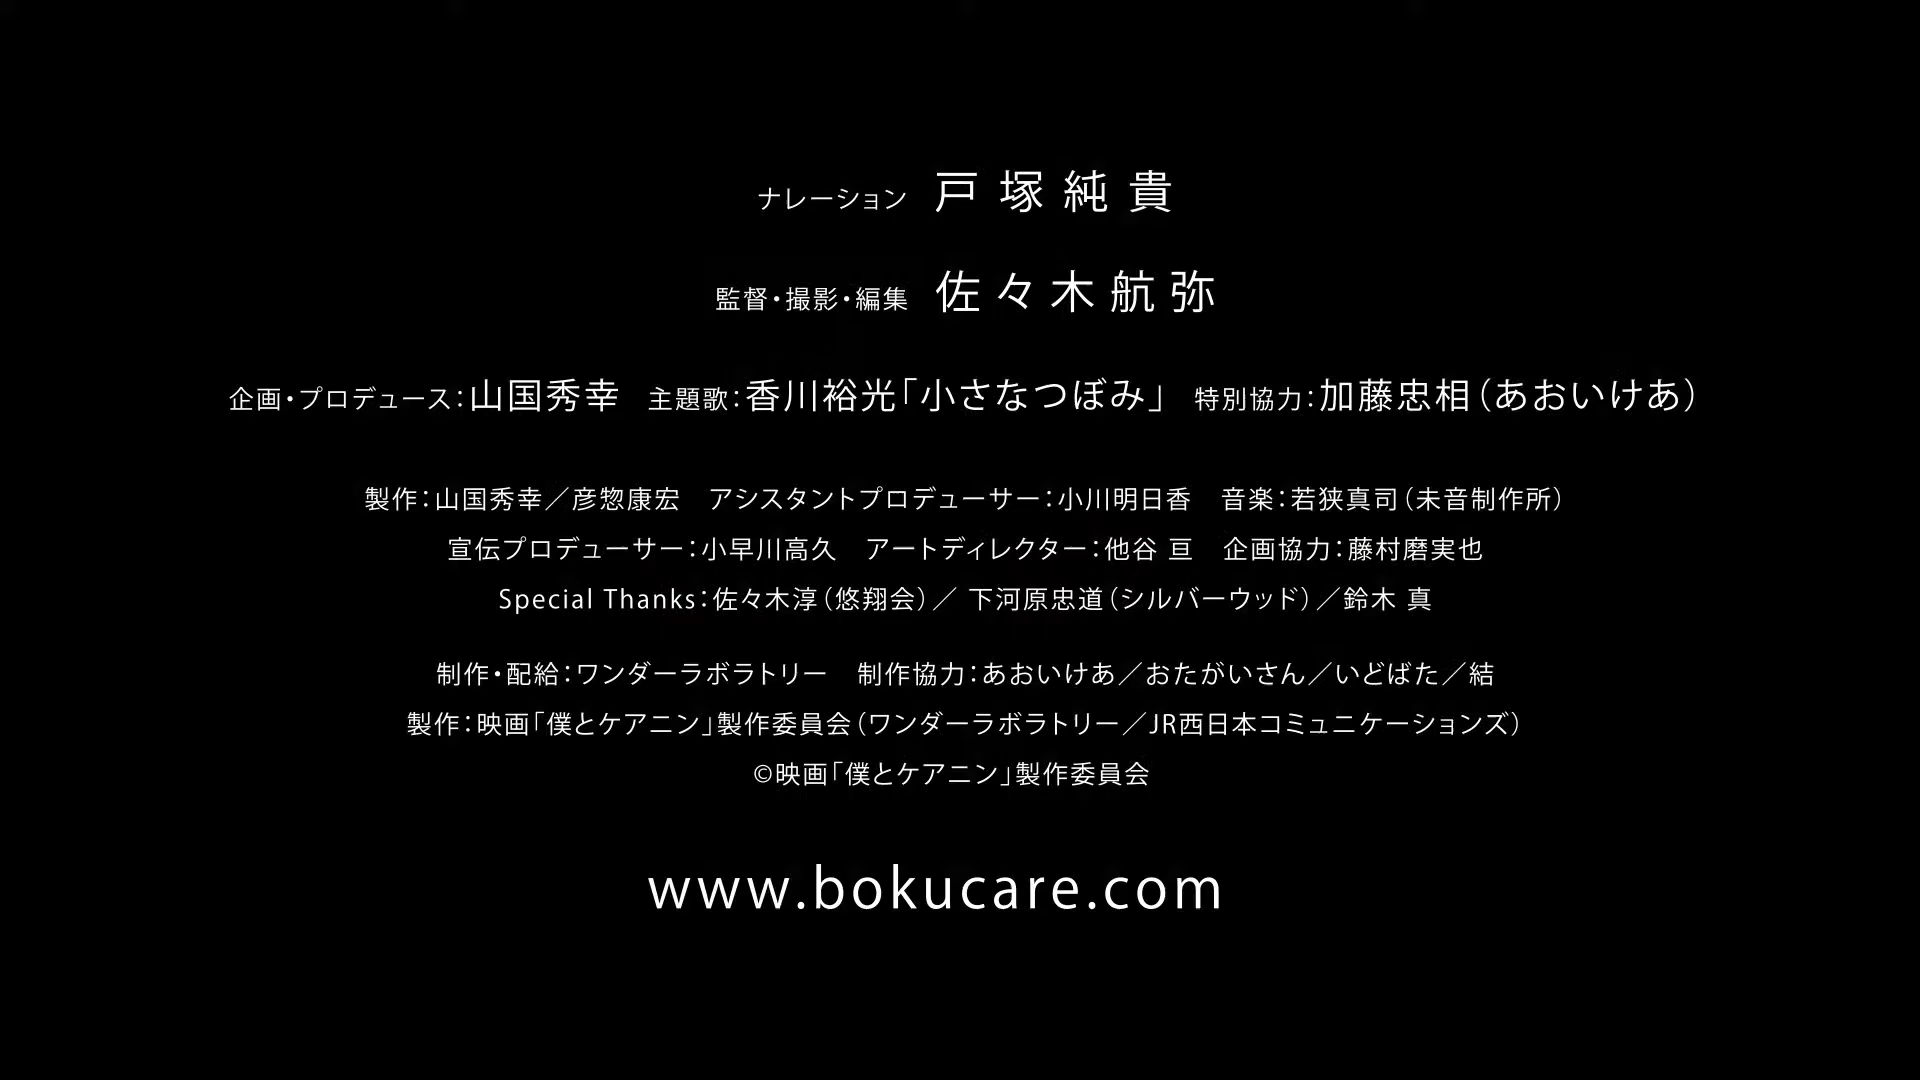 ナレーション 戸塚純貴
監督・撮影・編集 佐々木航弥
企画・プロデュース：山国秀幸 主題歌：香川裕光「小さなつぼみ」 特別協力：加藤忠相（あおいけあ）
製作：山国秀幸／彦惣康宏 アシスタントプロデューサー：小川明日香 音楽：若狭真司（未音制作所）
宣伝プロデューサー：小早川高久 アートディレクター：他谷 亘 企画協力：藤村磨実也
Special Thanks：佐々木淳（悠翔会）／ 下河原忠道（シルバーウッド）／鈴木 真
制作・配給：ワンダーラボラトリー 制作協力：あおいけあ／おたがいさん／いどばた／結
製作：映画「僕とケアニン」製作委員会（ワンダーラボラトリー／JR西日本コミュニケーションズ）
©映画「僕とケアニン」製作委員会
www.bokucare.com